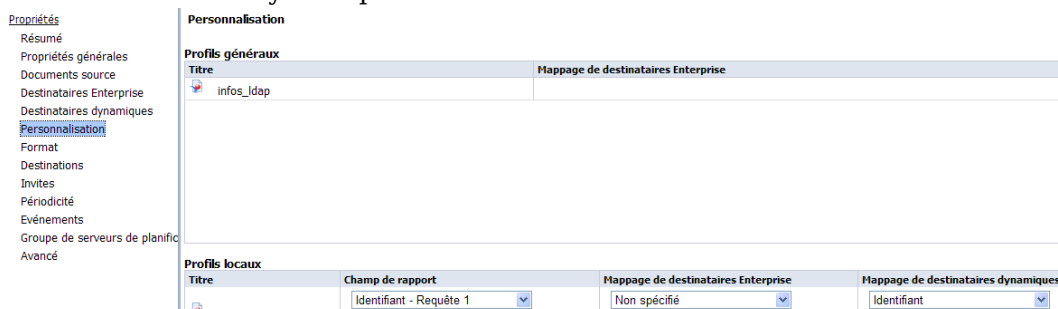 Propriétés
Résumé
Propriétés générales
Documents source
Destinataires Enterprise
Destinataires dynamiques
Personnalisation
Format
Destinations
Invites
Périodicité
Evénements
Groupe de serveurs de planific
Avancé
Personnalisation
Profils généraux
Titre Mappage de destinataires Enterprise
infos_ldap
Profils locaux
Titre Champ de rapport Mappage de destinataires Enterprise Mappage de destinataires dynamiques
Identifiant - Requête 1 Non spécifié Identifiant